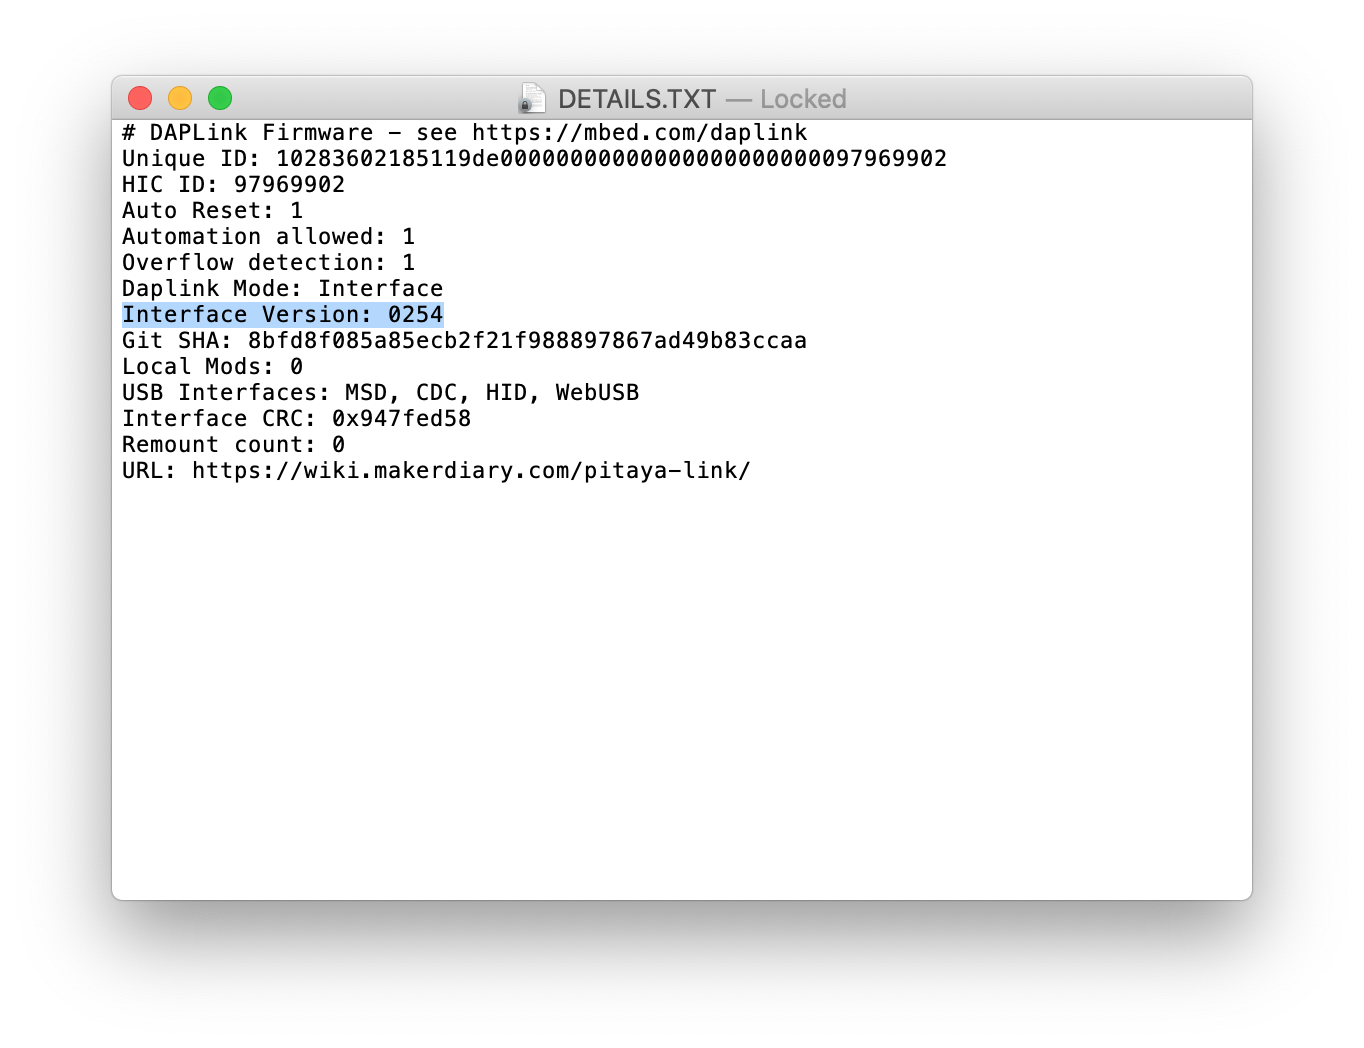 DETAILS.TXT — Locked
# DAPLink Firmware – see https://mbed.com/daplink
Unique ID: 10283602185119de00000000000000000000000097969902
HIC ID: 97969902
Auto Reset: 1
Automation allowed: 1
Overflow detection: 1
Daplink Mode: Interface
Interface Version: 0254
Git SHA: 8bfd8f085a85ecb2f21f988897867ad49b83ccaa
Local Mods: 0
USB Interfaces: MSD, CDC, HID, WebUSB
Interface CRC: 0x947fed58
Remount count: 0
URL: https://wiki.makerdiary.com/pitaya-link/